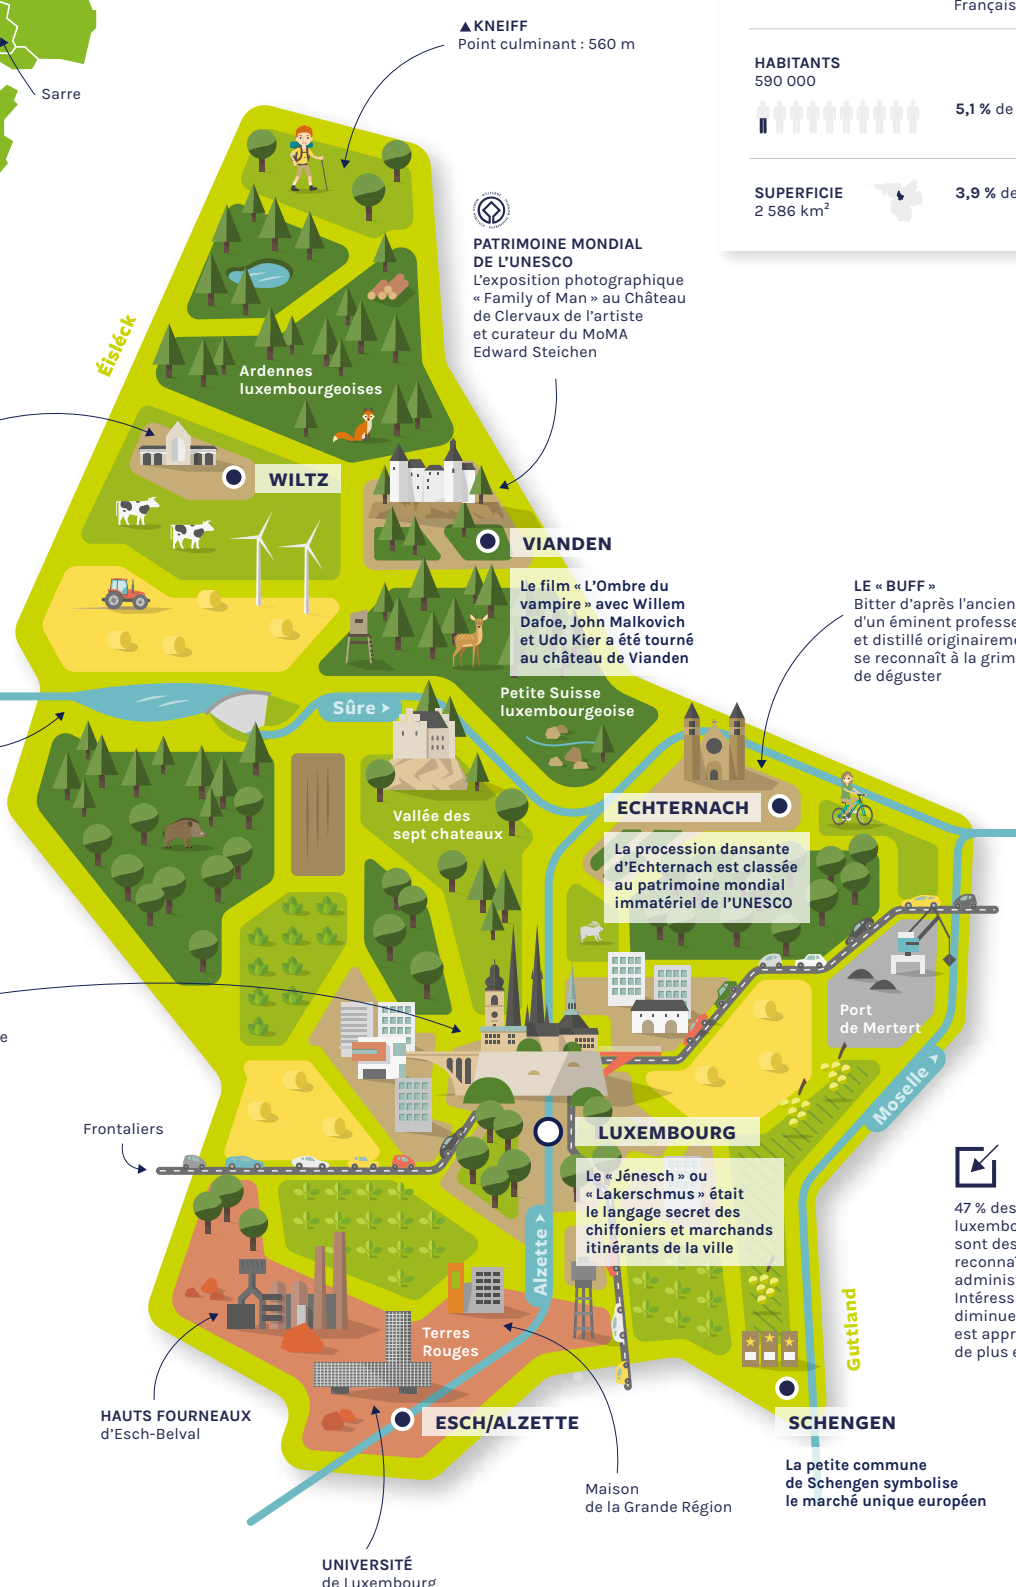 Français
▲KNEIFF
Point culminant : 560 m
HABITANTS
590 000
5,1 % de
Sarre
SUPERFICIE
2 586 km²
3,9 % de
PATRIMOINE MONDIAL
DE L'UNESCO
L'exposition photographique
« Family of Man » au Château
de Clervaux de l'artiste
et curateur du MoMA
Edward Steichen
Éisléck
Ardennes
luxembourgeoises
WILTZ
VIANDEN
Le film « L'Ombre du
vampire » avec Willem
Dafoe, John Malkovich
et Udo Kier a été tourné
au château de Vianden
LE « BUFF »
Bitter d'après l'ancien
d'un éminent profess
et distillé originairem
se reconnaît à la grim
de déguster
Sûre >
Petite Suisse
luxembourgeoise
Vallée des
sept chateaux
ECHTERNACH
La procession dansante
d'Echternach est classée
au patrimoine mondial
immatériel de l'UNESCO
Port
de Mertert
e
Moselle >
Frontaliers
LUXEMBOURG
Le « Jénesch » ou
« Lakerschmus » était
le langage secret des
chiffoniers et marchands
itinérants de la ville
Alzette >
47 % des
luxembo
sont des
reconnaî
administ
Intéress
diminue
est appr
de plus e
Guttland
Terres
Rouges
HAUTS FOURNEAUX
d'Esch-Belval
ESCH/ALZETTE
SCHENGEN
La petite commune
de Schengen symbolise
le marché unique européen
Maison
de la Grande Région
UNIVERSITÉ
de Luxembourg